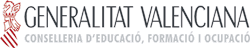 GENERALITAT VALENCIANA
CONSELLERIA D'EDUCACIÓ, FORMACIÓ I OCUPACIÓ